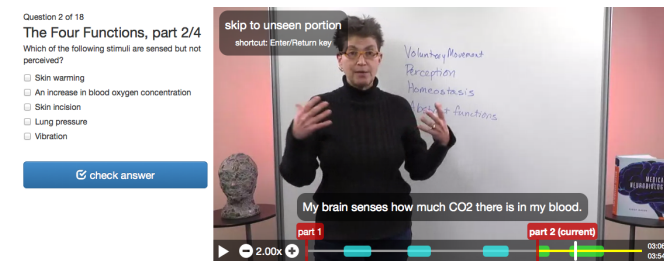 Question 2 of 18
The Four Functions, part 2/4
Which of the following stimuli are sensed but not
perceived?
Skin warming
An increase in blood oxygen concentration
Skin incision
Lung pressure
Vibration
check answer
skip to unseen portion
shortcut: Enter/Return key
Voluntary Movement
Perception
Homeostasis
Abstract functions
MEDICAL
NEUROBIOLOGY
My brain senses how much CO2 there is in my blood.
part 1
part 2 (current)
2.00x
03:54